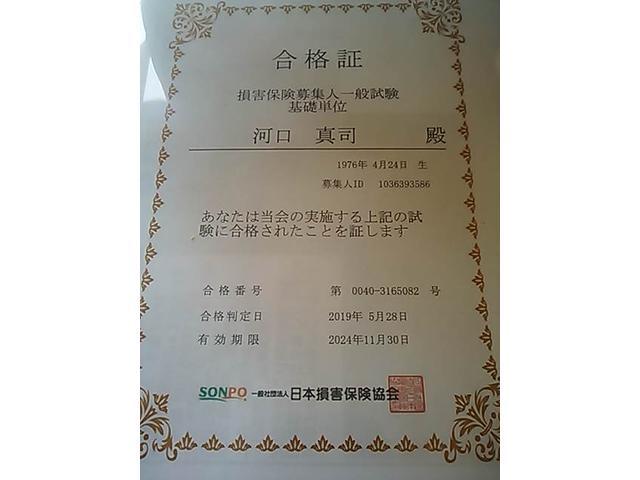 合格証
損害保険募集人一般試験
基礎単位
河口　真司　　殿
1976年 4月24日 生
募集人ID 1036393586
あなたは当会の実施する上記の試
験に合格されたことを証します
合格番号　第 0040-3165082 号
合格判定日　2019年 5月28日
有効期限　2024年11月30日
SONPO 一般社団法人 日本損害保険協会